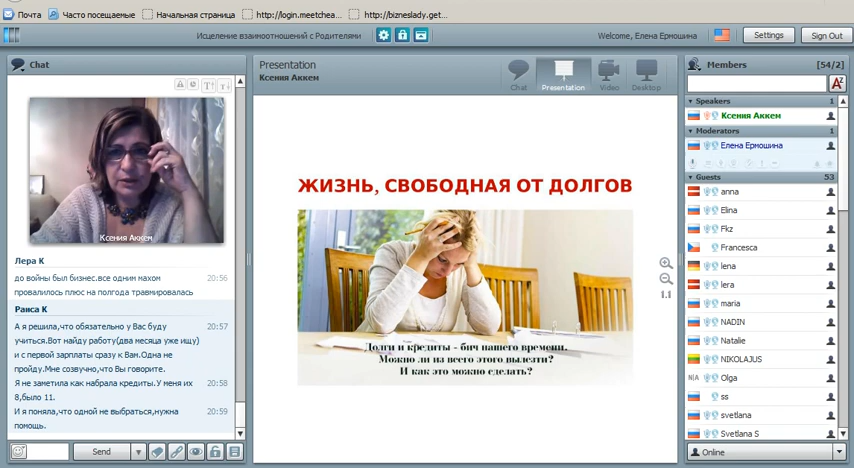 Почта
Часто посещаемые
Начальная страница
http://login.meetchea...
http://bizneslady.get...
Исцеление взаимоотношений с Родителями
Welcome, Елена Ермошина
Settings
Sign Out
Chat
Ксения Аккем
Лера К
до войны был бизнес.все одним махом 20:56
провалилось плюс на полгода травмировалась
Раиса К
А я решила,что обязательно у Вас буду 20:57
учиться.Вот найду работу(два месяца уже ищу)
и с первой зарплаты сразу к Вам.Одна не
пройду.Мне созвучно,что Вы говорите.
Я не заметила как набрала кредиты.У меня их 20:58
8,было 11.
И я поняла,что одной не выбраться,нужна 20:59
помощь.
Send
Presentation
Ксения Аккем
Chat
Presentation
Video
Desktop
ЖИЗНЬ, СВОБОДНАЯ ОТ ДОЛГОВ
Долги и кредиты - бич нашего времени.
Можно ли из всего этого вылезти?
И как это можно сделать?
1.1
Members [54/2]
Speakers 1
Ксения Аккем
Moderators 1
Елена Ермошина
Guests 53
anna
Elina
Fkz
Francesca
lena
lera
maria
NADIN
Natalie
NIKOLAJUS
N/A Olga
ss
svetlana
Svetlana S
Online